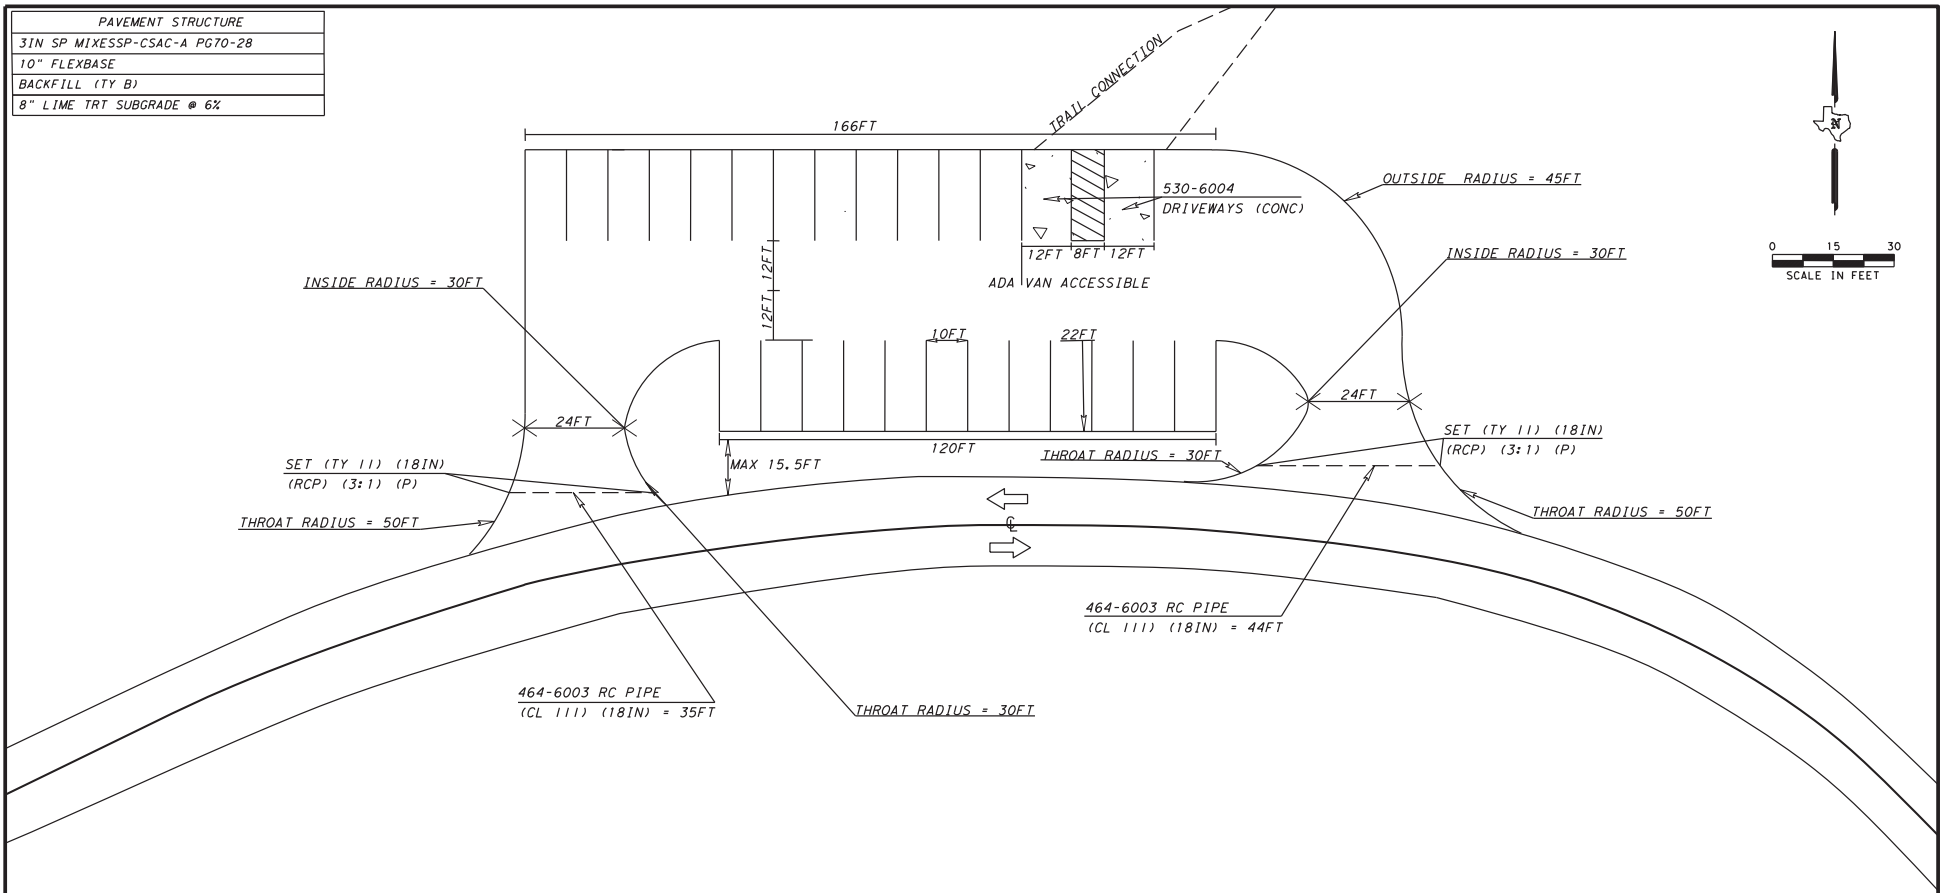 PAVEMENT STRUCTURE
3IN SP MIXESSP-CSAC-A PG70-28
10" FLEXBASE
BACKFILL (TY B)
8" LIME TRT SUBGRADE @ 6%
TRAIL CONNECTION
166FT
N
OUTSIDE RADIUS = 45FT
530-6004
DRIVEWAYS (CONC)
0 15 30
SCALE IN FEET
12FT 8FT 12FT
ADA VAN ACCESSIBLE
INSIDE RADIUS = 30FT
INSIDE RADIUS = 30FT
12FT
12FT
10FT
22FT
24FT
24FT
120FT
MAX 15.5FT
THROAT RADIUS = 30FT
SET (TY II) (18IN)
(RCP) (3:1) (P)
SET (TY II) (18IN)
(RCP) (3:1) (P)
THROAT RADIUS = 50FT
THROAT RADIUS = 50FT
CL
464-6003 RC PIPE
(CL III) (18IN) = 44FT
464-6003 RC PIPE
(CL III) (18IN) = 35FT
THROAT RADIUS = 30FT